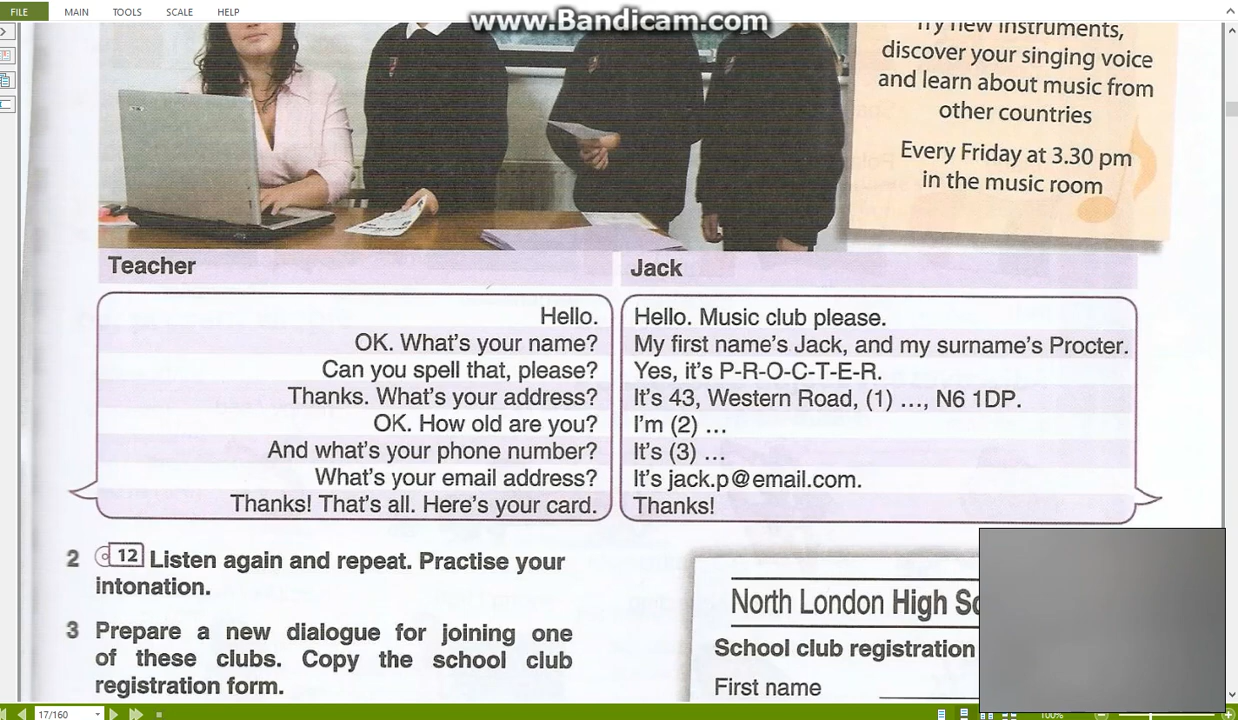 FILE MAIN TOOLS SCALE HELP
www.Bandicam.com
Try new instruments,
discover your singing voice
and learn about music from
other countries
Every Friday at 3.30 pm
in the music room
Teacher
Jack
Hello.
Hello. Music club please.
OK. What's your name?
My first name's Jack, and my surname's Procter.
Can you spell that, please?
Yes, it's P-R-O-C-T-E-R.
Thanks. What's your address?
It's 43, Western Road, (1) ..., N6 1DP.
OK. How old are you?
I'm (2) ...
And what's your phone number?
It's (3) ...
What's your email address?
It's jack.p@email.com.
Thanks! That's all. Here's your card.
Thanks!
2 12 Listen again and repeat. Practise your
intonation.
3 Prepare a new dialogue for joining one
of these clubs. Copy the school club
registration form.
North London High Sc
School club registration
First name
17/160
100%